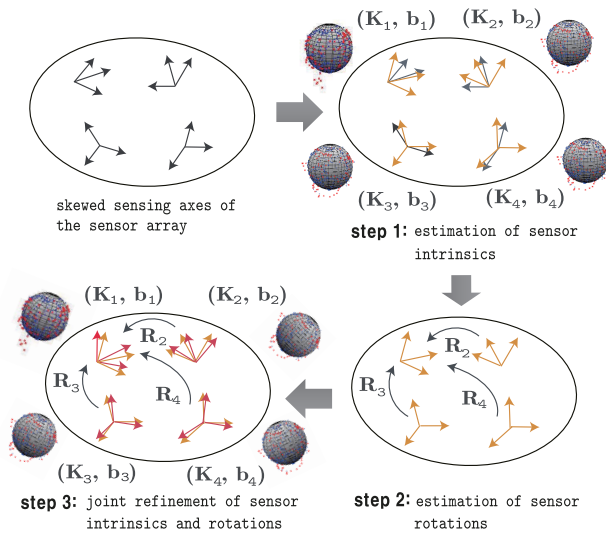 (K₁, b₁) (K₂, b₂)
skewed sensing axes of
the sensor array
(K₃, b₃) (K₄, b₄)
step 1: estimation of sensor
intrinsics
(K₁, b₁) (K₂, b₂)
R₂
R₃
R₄
(K₃, b₃) (K₄, b₄)
step 3: joint refinement of sensor
intrinsics and rotations
R₂
R₃
R₄
step 2: estimation of sensor
rotations